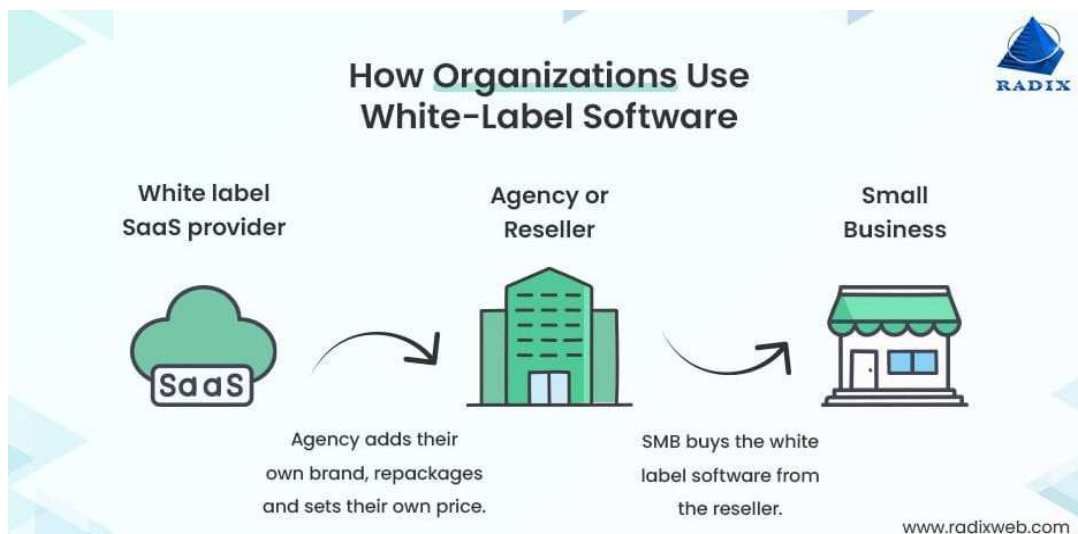 How Organizations Use
White-Label Software
RADIX
White label
SaaS provider
Agency or
Reseller
Small
Business
SaaS
Agency adds their
own brand, repackages
and sets their own price.
SMB buys the white
label software from
the reseller.
www.radixweb.com